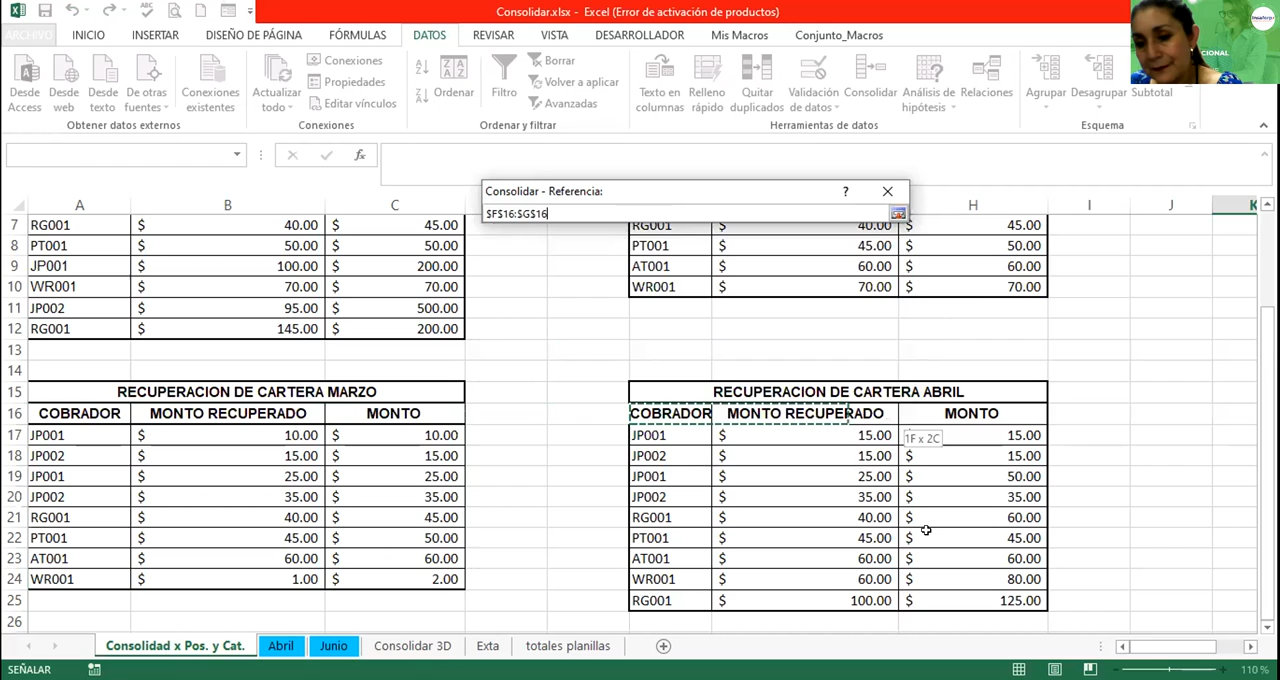 Consolidar.xlsx - Excel (Error de activación de productos)
ARCHIVO INICIO INSERTAR DISEÑO DE PÁGINA FÓRMULAS DATOS REVISAR VISTA DESARROLLADOR Mis Macros Conjunto_Macros
CIONAL
Desde Access
Desde web
Desde texto
De otras fuentes
Conexiones existentes
Actualizar todo
Conexiones
Propiedades
Editar vínculos
Ordenar
Filtro
Borrar
Volver a aplicar
Avanzadas
Texto en columnas
Relleno rápido
Quitar duplicados
Validación de datos
Consolidar
Análisis de hipótesis
Relaciones
Agrupar
Desagrupar
Subtotal
Obtener datos externos Conexiones Ordenar y filtrar Herramientas de datos Esquema
Consolidar - Referencia: ?
$F$16:$G$16
A B C H I J K
7 RG001 $ 40.00 $ 45.00 RG001 $ 40.00 $ 45.00
8 PT001 $ 50.00 $ 50.00 PT001 $ 45.00 $ 50.00
9 JP001 $ 100.00 $ 200.00 AT001 $ 60.00 $ 60.00
10 WR001 $ 70.00 $ 70.00 WR001 $ 70.00 $ 70.00
11 JP002 $ 95.00 $ 500.00
12 RG001 $ 145.00 $ 200.00
13
14
15 RECUPERACION DE CARTERA MARZO RECUPERACION DE CARTERA ABRIL
16 COBRADOR MONTO RECUPERADO MONTO COBRADOR MONTO RECUPERADO MONTO
17 JP001 $ 10.00 $ 10.00 JP001 $ 15.00 15.00
1F x 2C
18 JP002 $ 15.00 $ 15.00 JP002 $ 15.00 $ 15.00
19 JP001 $ 25.00 $ 25.00 JP001 $ 25.00 $ 50.00
20 JP002 $ 35.00 $ 35.00 JP002 $ 35.00 $ 35.00
21 RG001 $ 40.00 $ 45.00 RG001 $ 40.00 $ 60.00
22 PT001 $ 45.00 $ 50.00 PT001 $ 45.00 $ 45.00
23 AT001 $ 60.00 $ 60.00 AT001 $ 60.00 $ 60.00
24 WR001 $ 1.00 $ 2.00 WR001 $ 60.00 $ 80.00
25 RG001 $ 100.00 $ 125.00
26
Consolidad x Pos. y Cat. Abril Junio Consolidar 3D Exta totales planillas
SEÑALAR 110 %